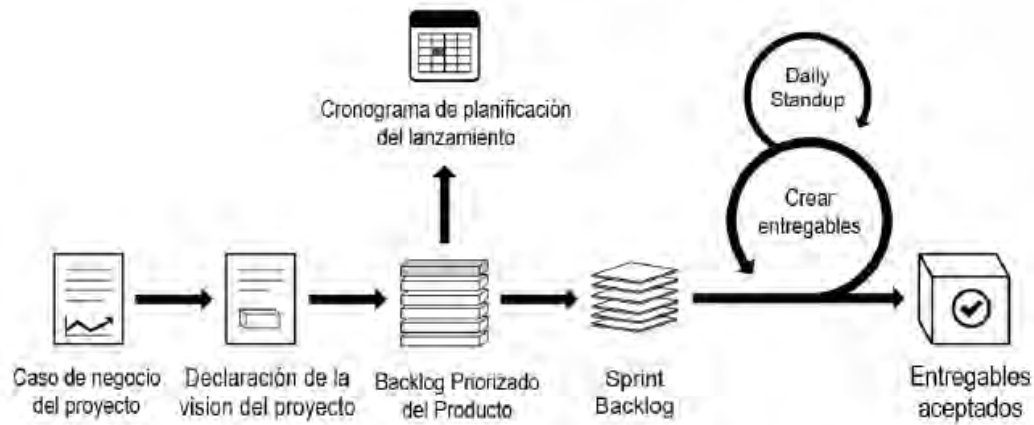 Cronograma de planificación
del lanzamiento
Daily
Standup
Crear
entregables
Caso de negocio
del proyecto
Declaración de la
vision del proyecto
Backlog Priorizado
del Producto
Sprint
Backlog
Entregables
aceptados